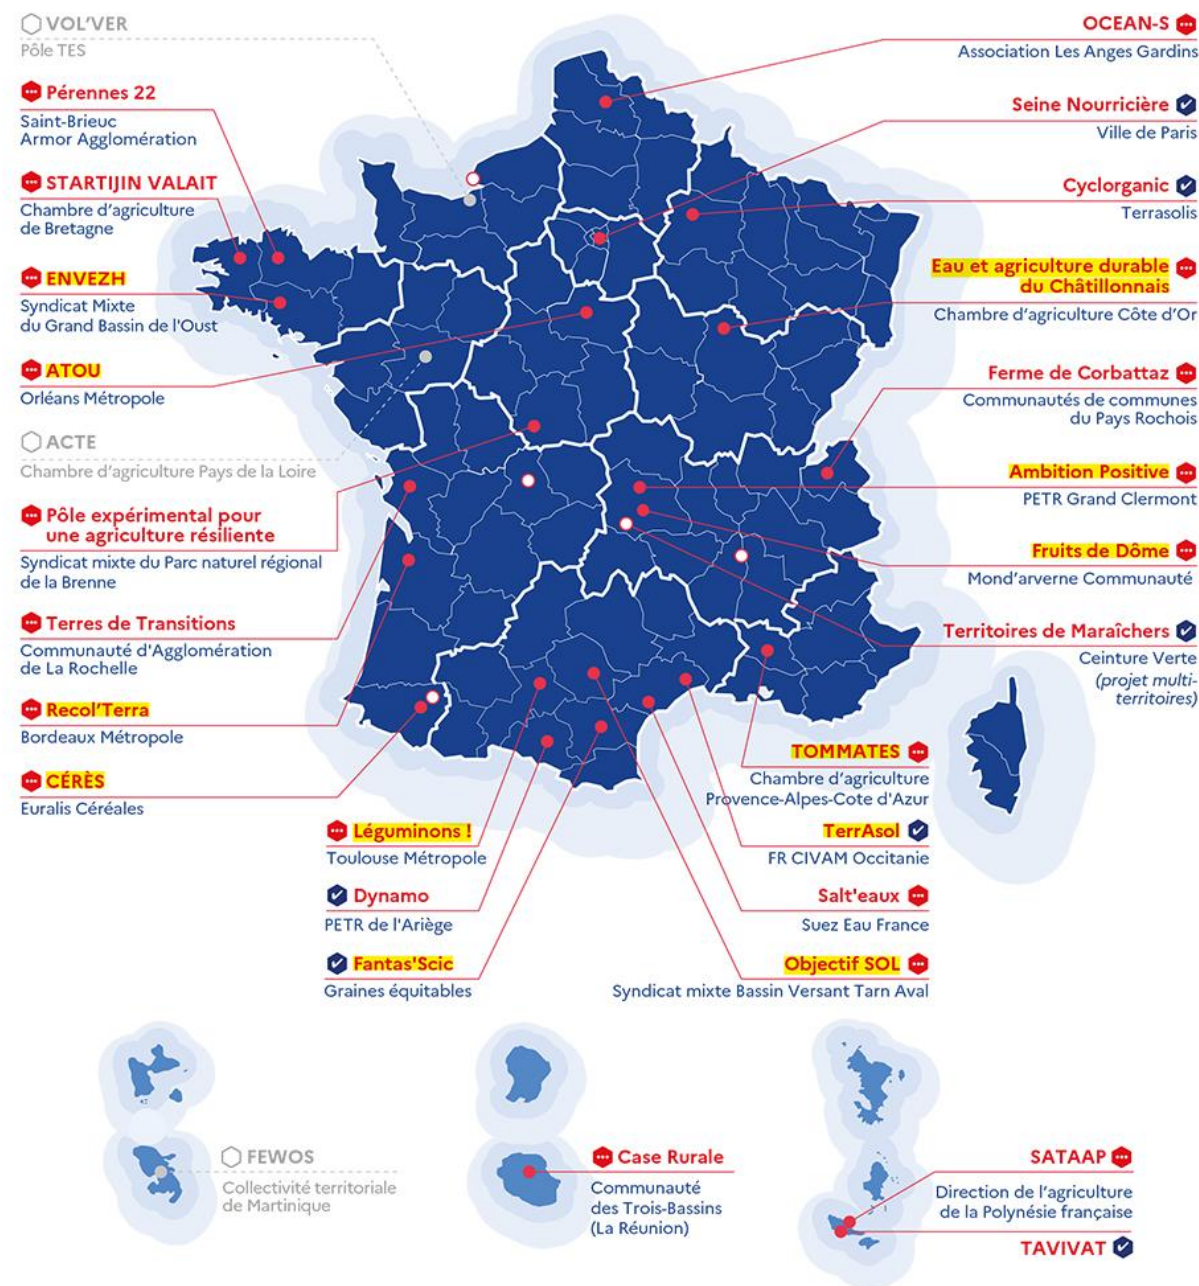 VOL'VER
Pôle TES
Pérennes 22
Saint-Brieuc
Armor Agglomération
STARTIJIN VALAIT
Chambre d'agriculture
de Bretagne
ENVEZH
Syndicat Mixte
du Grand Bassin de l'Oust
ATOU
Orléans Métropole
ACTE
Chambre d'agriculture Pays de la Loire
Pôle expérimental pour
une agriculture résiliente
Syndicat mixte du Parc naturel régional
de la Brenne
Terres de Transitions
Communauté d'Agglomération
de La Rochelle
Recol'Terra
Bordeaux Métropole
CÉRÈS
Euralis Céréales
OCEAN-S
Association Les Anges Gardins
Seine Nourricière
Ville de Paris
Cyclorganic
Terrasolis
Eau et agriculture durable
du Châtillonnais
Chambre d'agriculture Côte d'Or
Ferme de Corbattaz
Communautés de communes
du Pays Rochois
Ambition Positive
PETR Grand Clermont
Fruits de Dôme
Mond'arverne Communauté
Territoires de Maraîchers
Ceinture Verte
(projet multi-
territoires)
TOMMATES
Chambre d'agriculture
Provence-Alpes-Cote d'Azur
Léguminons !
Toulouse Métropole
Dynamo
PETR de l'Ariège
Fantas'Scic
Graines équitables
TerrAsol
FR CIVAM Occitanie
Salt'eaux
Suez Eau France
Objectif SOL
Syndicat mixte Bassin Versant Tarn Aval
FEWOS
Collectivité territoriale
de Martinique
Case Rurale
Communauté
des Trois-Bassins
(La Réunion)
SATAAP
Direction de l'agriculture
de la Polynésie française
TAVIVAT